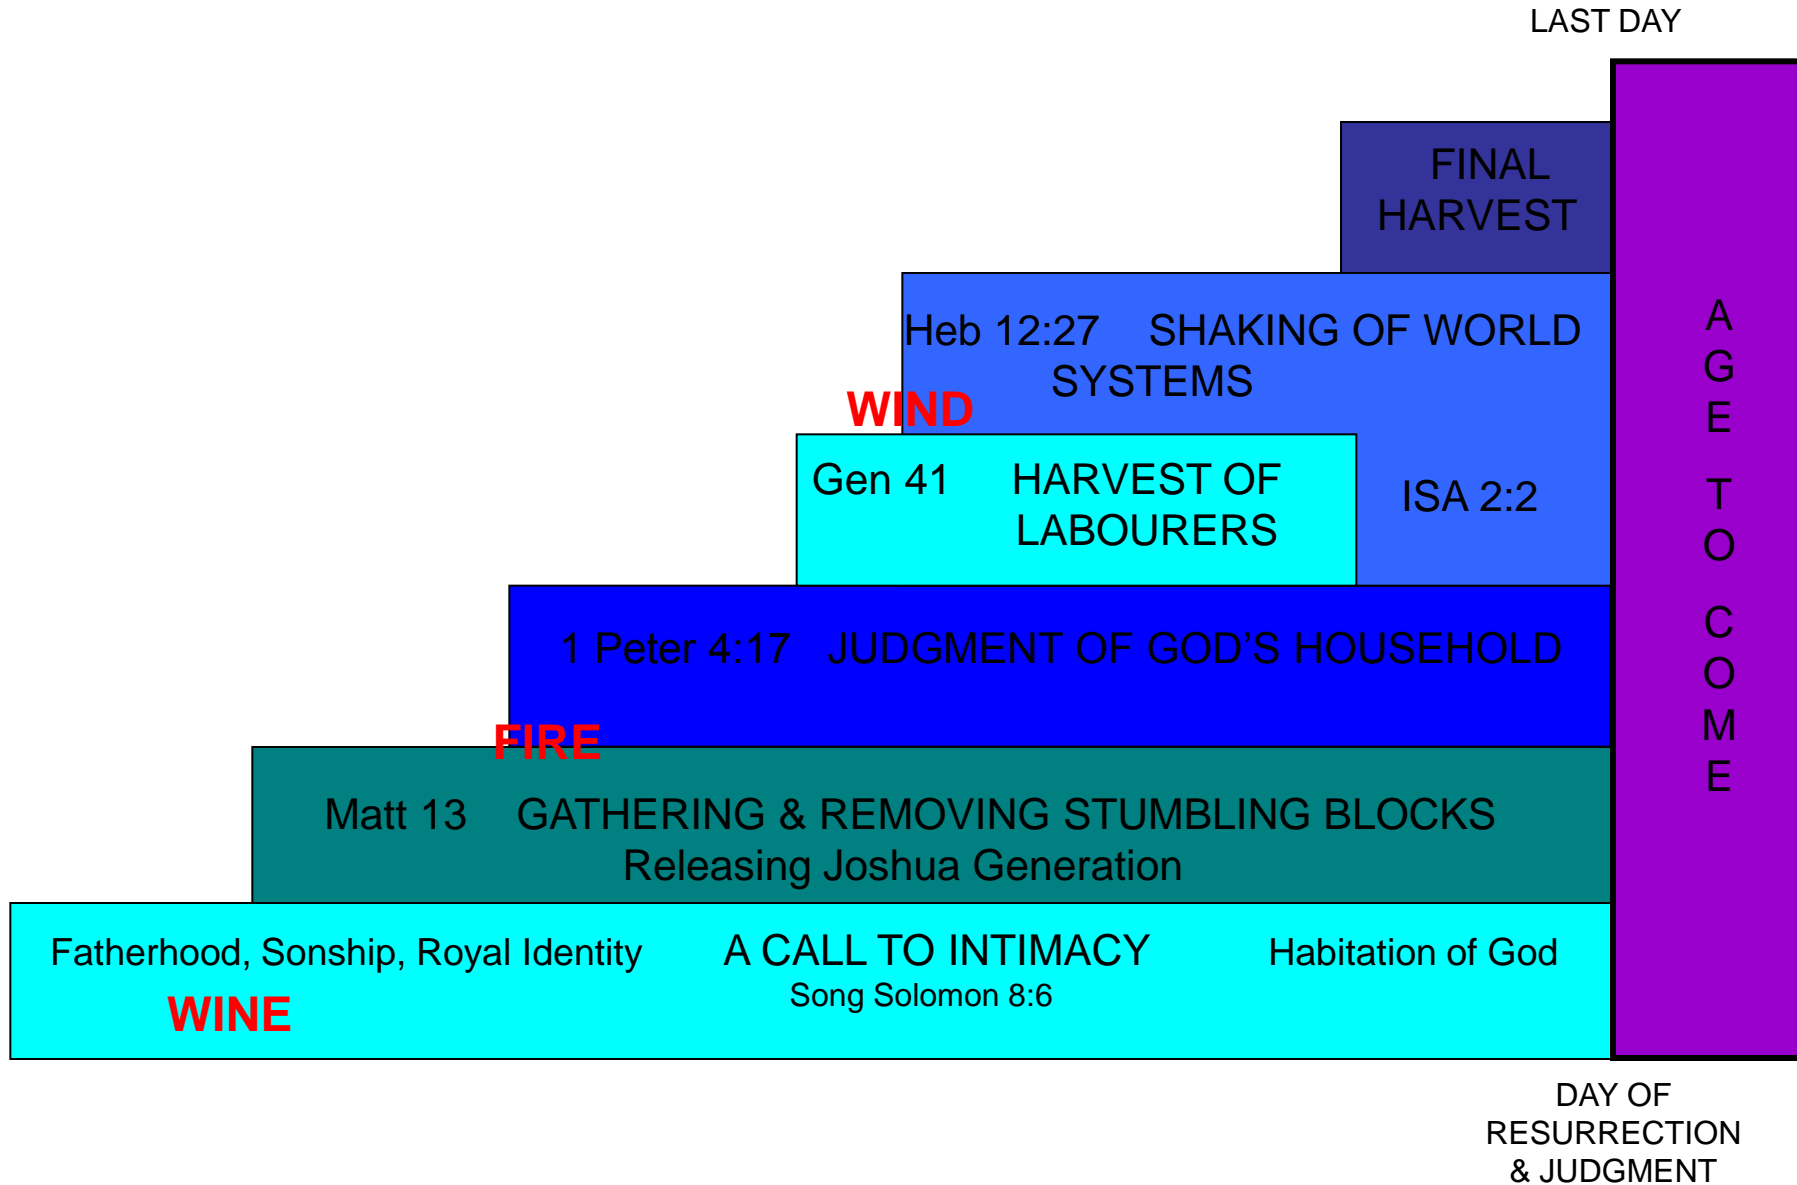 LAST DAY
FINAL
HARVEST
Heb 12:27 SHAKING OF WORLD
SYSTEMS
WIND
Gen 41 HARVEST OF
LABOURERS
ISA 2:2
1 Peter 4:17 JUDGMENT OF GOD’S HOUSEHOLD
FIRE
Matt 13 GATHERING & REMOVING STUMBLING BLOCKS
Releasing Joshua Generation
Fatherhood, Sonship, Royal Identity A CALL TO INTIMACY Habitation of God
Song Solomon 8:6
WINE
A
G
E
T
O
C
O
M
E
DAY OF
RESURRECTION
& JUDGMENT